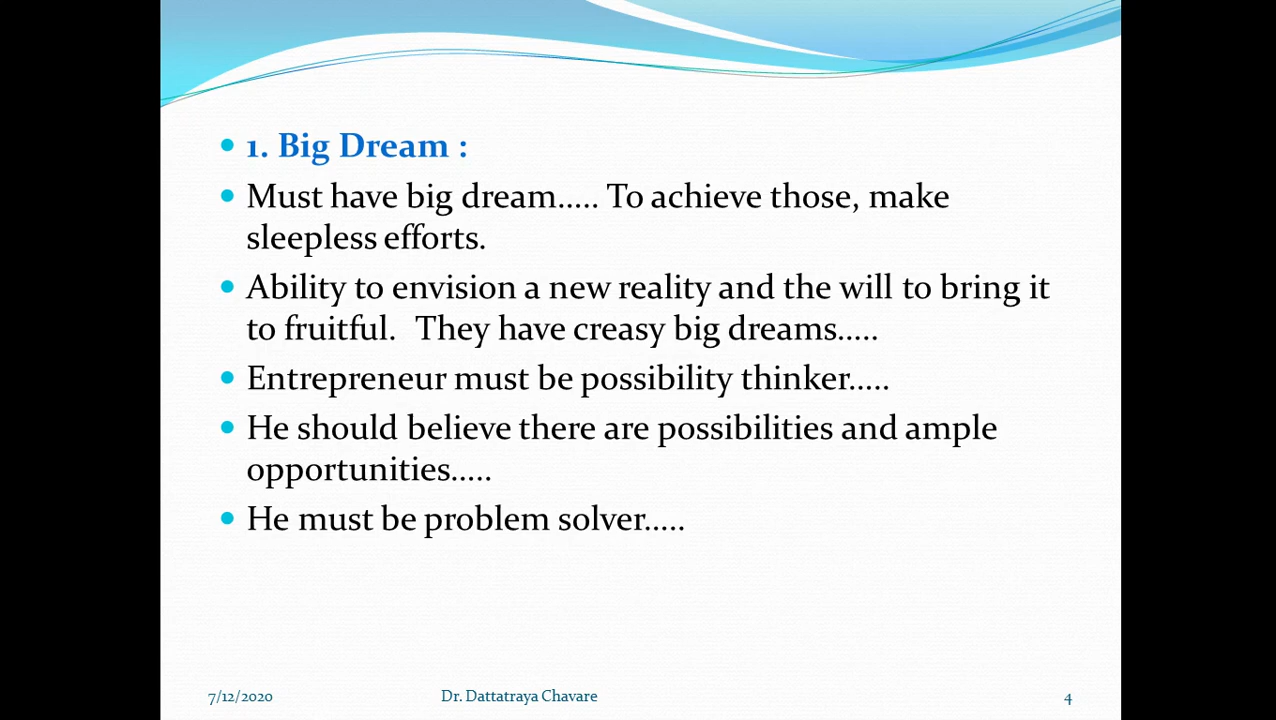 • 1. Big Dream :
• Must have big dream..... To achieve those, make
sleepless efforts.
• Ability to envision a new reality and the will to bring it
to fruitful.  They have creasy big dreams.....
• Entrepreneur must be possibility thinker.....
• He should believe there are possibilities and ample
opportunities.....
• He must be problem solver.....
7/12/2020 Dr. Dattatraya Chavare 4